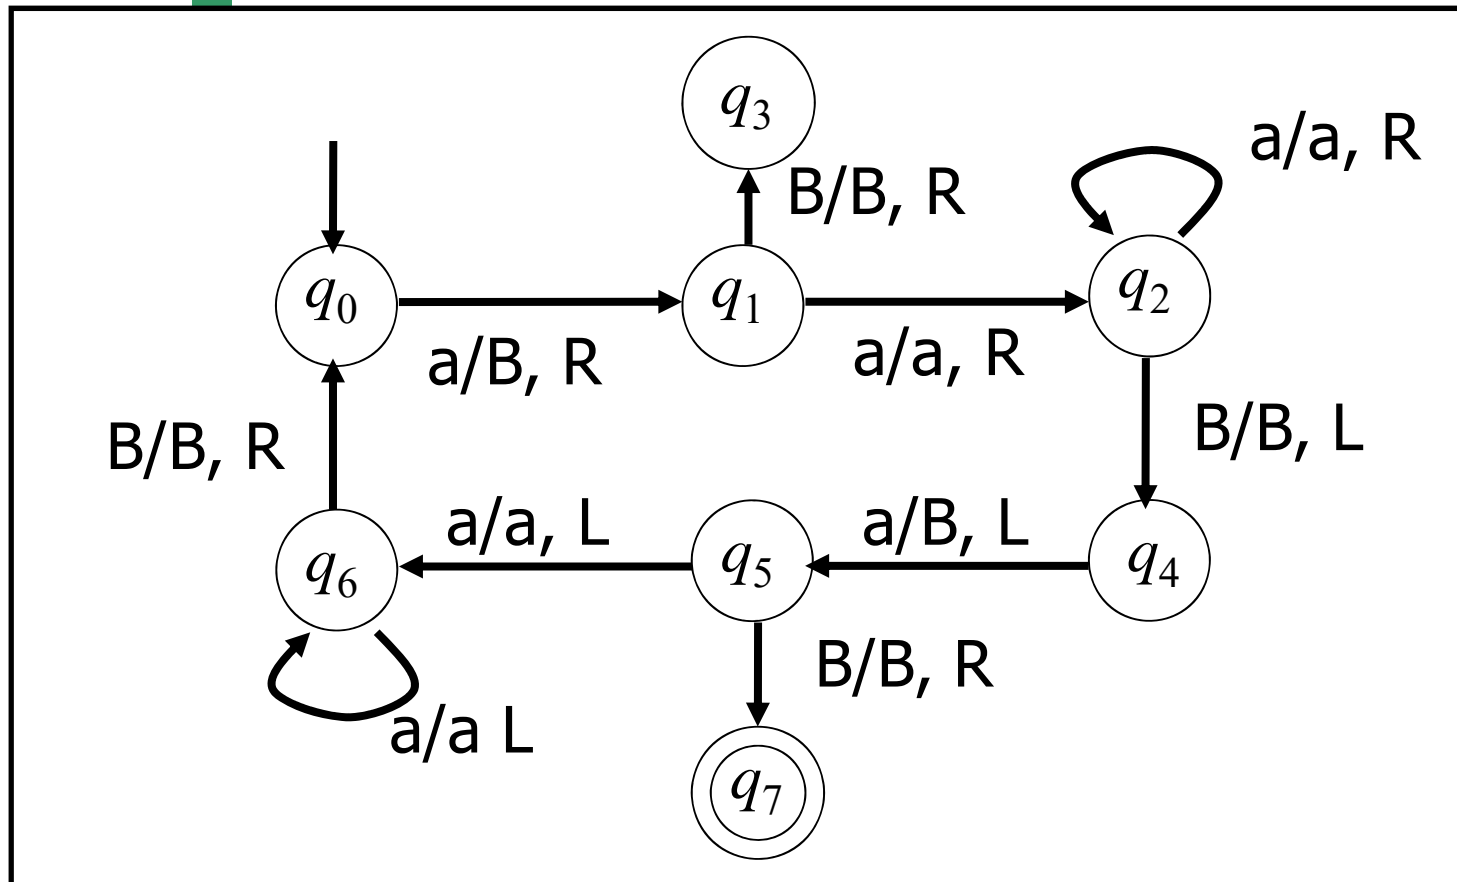 q3
a/a, R
B/B, R
q0
q1
q2
a/B, R
a/a, R
B/B, R
B/B, L
a/a, L
a/B, L
q6
q5
q4
B/B, R
a/a L
q7